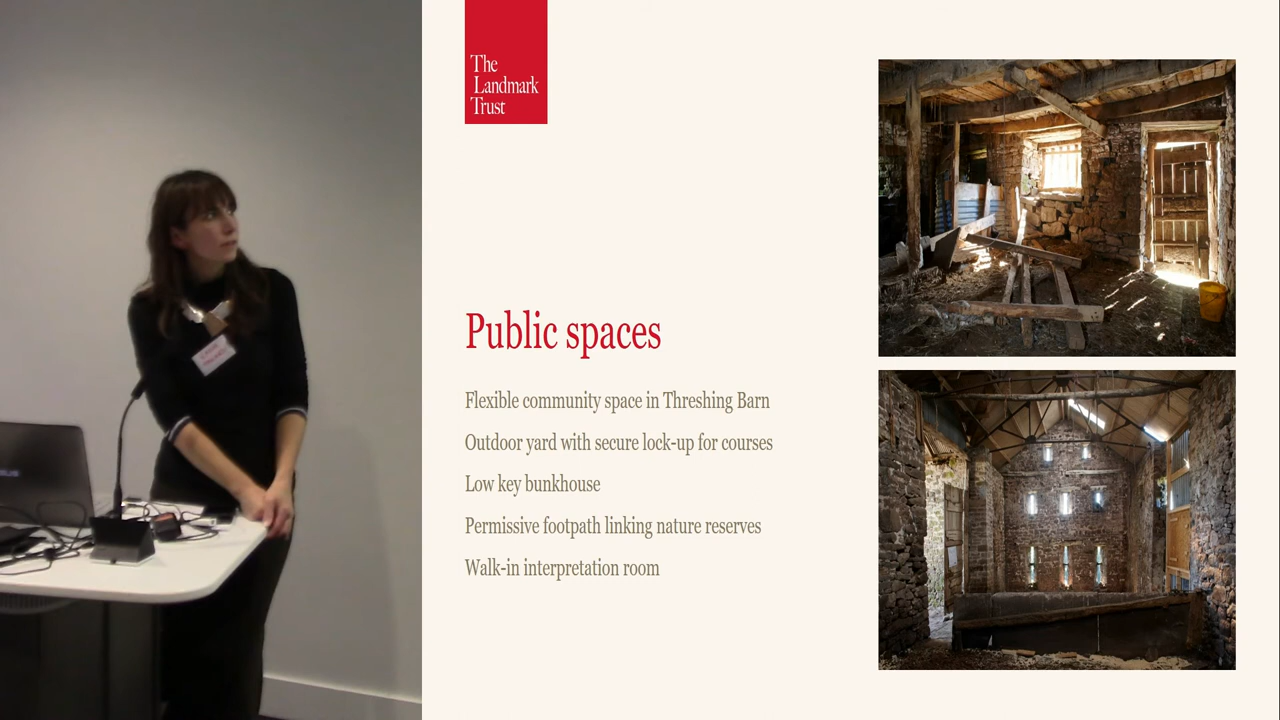 The
Landmark
Trust
Public spaces
Flexible community space in Threshing Barn
Outdoor yard with secure lock-up for courses
Low key bunkhouse
Permissive footpath linking nature reserves
Walk-in interpretation room